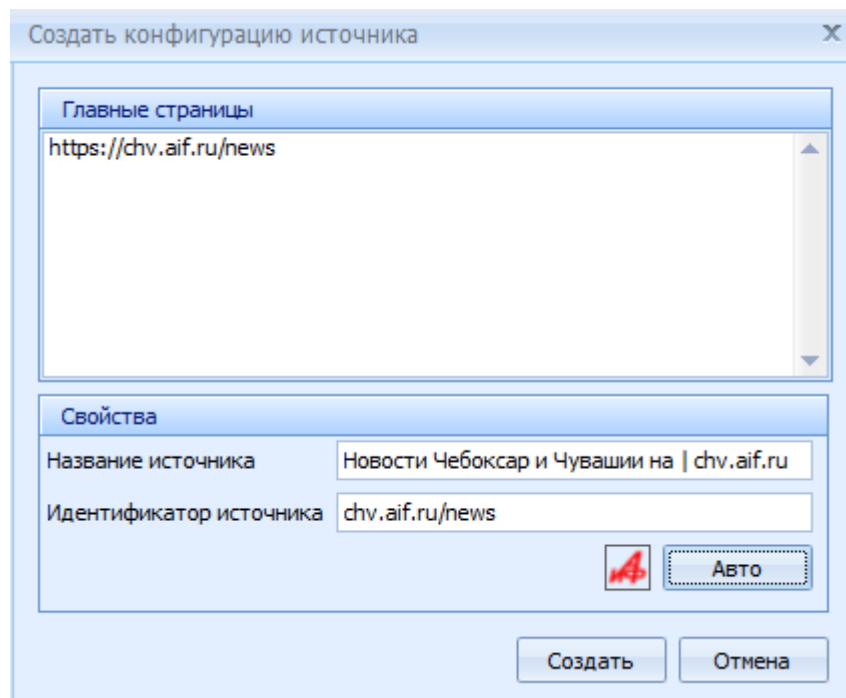 Создать конфигурацию источника
Главные страницы
https://chv.aif.ru/news
Свойства
Название источника Новости Чебоксар и Чувашии на | chv.aif.ru
Идентификатор источника chv.aif.ru/news
АиФ Авто
Создать Отмена